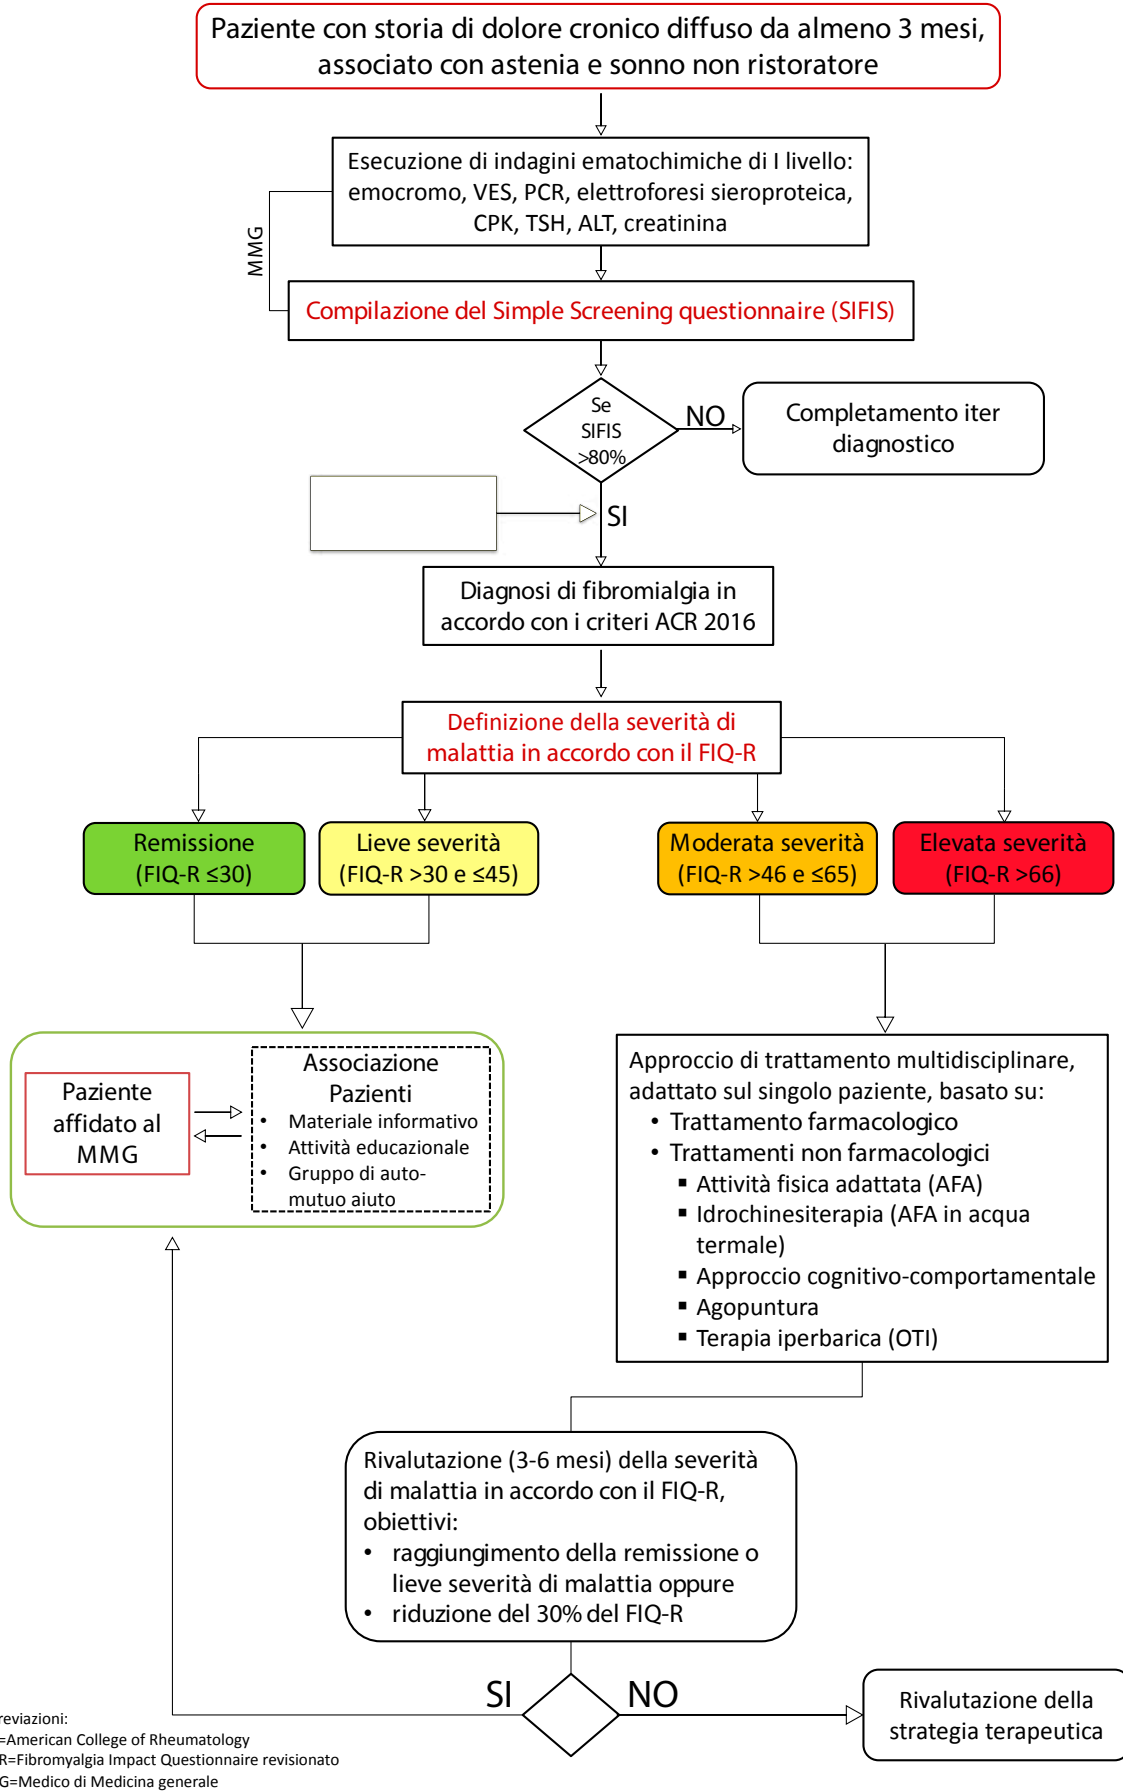 Paziente con storia di dolore cronico diffuso da almeno 3 mesi,
associato con astenia e sonno non ristoratore
Esecuzione di indagini ematochimiche di I livello:
emocromo, VES, PCR, elettroforesi sieroproteica,
CPK, TSH, ALT, creatinina
MMG
Compilazione del Simple Screening questionnaire (SIFIS)
Se
SIFIS
>80%
NO
Completamento iter
diagnostico
SI
Diagnosi di fibromialgia in
accordo con i criteri ACR 2016
Definizione della severità di
malattia in accordo con il FIQ-R
Remissione
(FIQ-R ≤30)
Lieve severità
(FIQ-R >30 e ≤45)
Moderata severità
(FIQ-R >46 e ≤65)
Elevata severità
(FIQ-R >66)
Paziente
affidato al
MMG
Associazione
Pazienti
• Materiale informativo
• Attività educazionale
• Gruppo di auto-
mutuo aiuto
Approccio di trattamento multidisciplinare,
adattato sul singolo paziente, basato su:
• Trattamento farmacologico
• Trattamenti non farmacologici
▪ Attività fisica adattata (AFA)
▪ Idrochinesiterapia (AFA in acqua
termale)
▪ Approccio cognitivo-comportamentale
▪ Agopuntura
▪ Terapia iperbarica (OTI)
Rivalutazione (3-6 mesi) della severità
di malattia in accordo con il FIQ-R,
obiettivi:
• raggiungimento della remissione o
lieve severità di malattia oppure
• riduzione del 30% del FIQ-R
SI
NO
Rivalutazione della
strategia terapeutica
reviazioni:
=American College of Rheumatology
R=Fibromyalgia Impact Questionnaire revisionato
G=Medico di Medicina generale